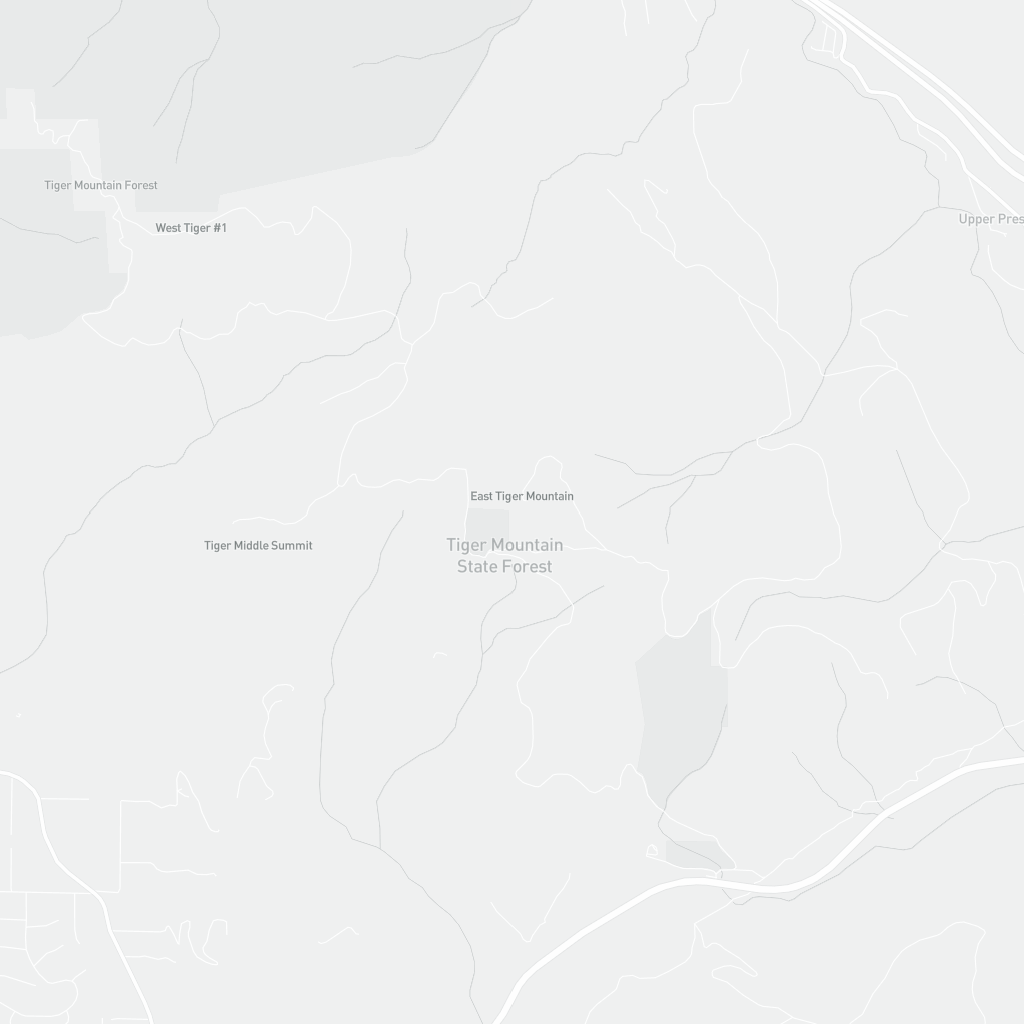 Tiger Mountain Forest
West Tiger #1
Upper Pres
East Tiger Mountain
Tiger Middle Summit
Tiger Mountain
State Forest